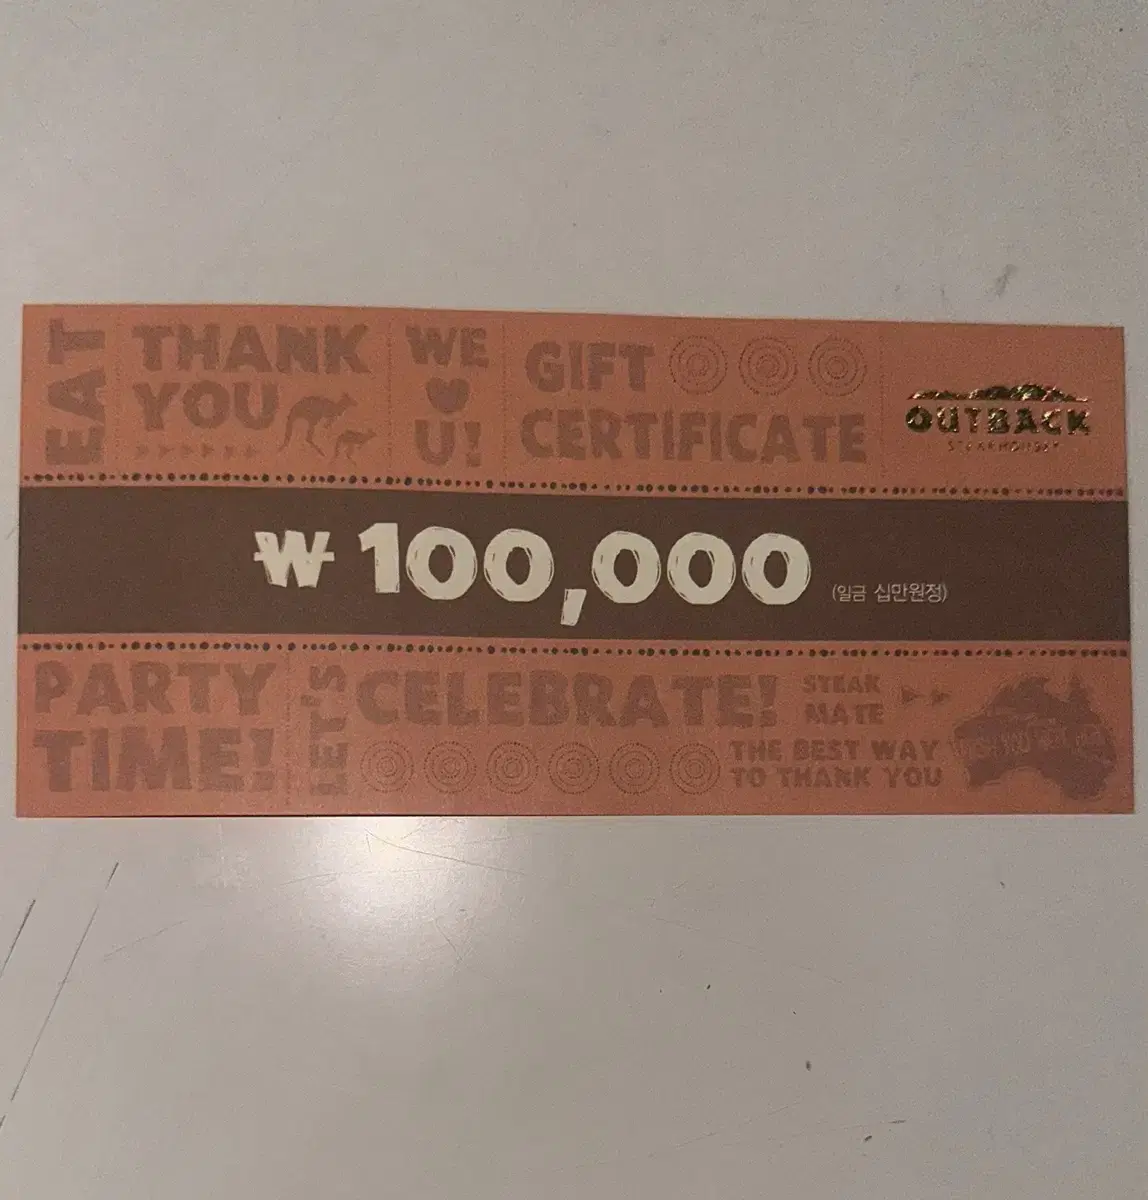 EAT
THANK
YOU
WE
U!
GIFT
CERTIFICATE
OUTBACK
STEAKHOUSE
₩100,000 (일금 십만원정)
PARTY
TIME!
LET'S
CELEBRATE!
STEAK
MATE
THE BEST WAY
TO THANK YOU